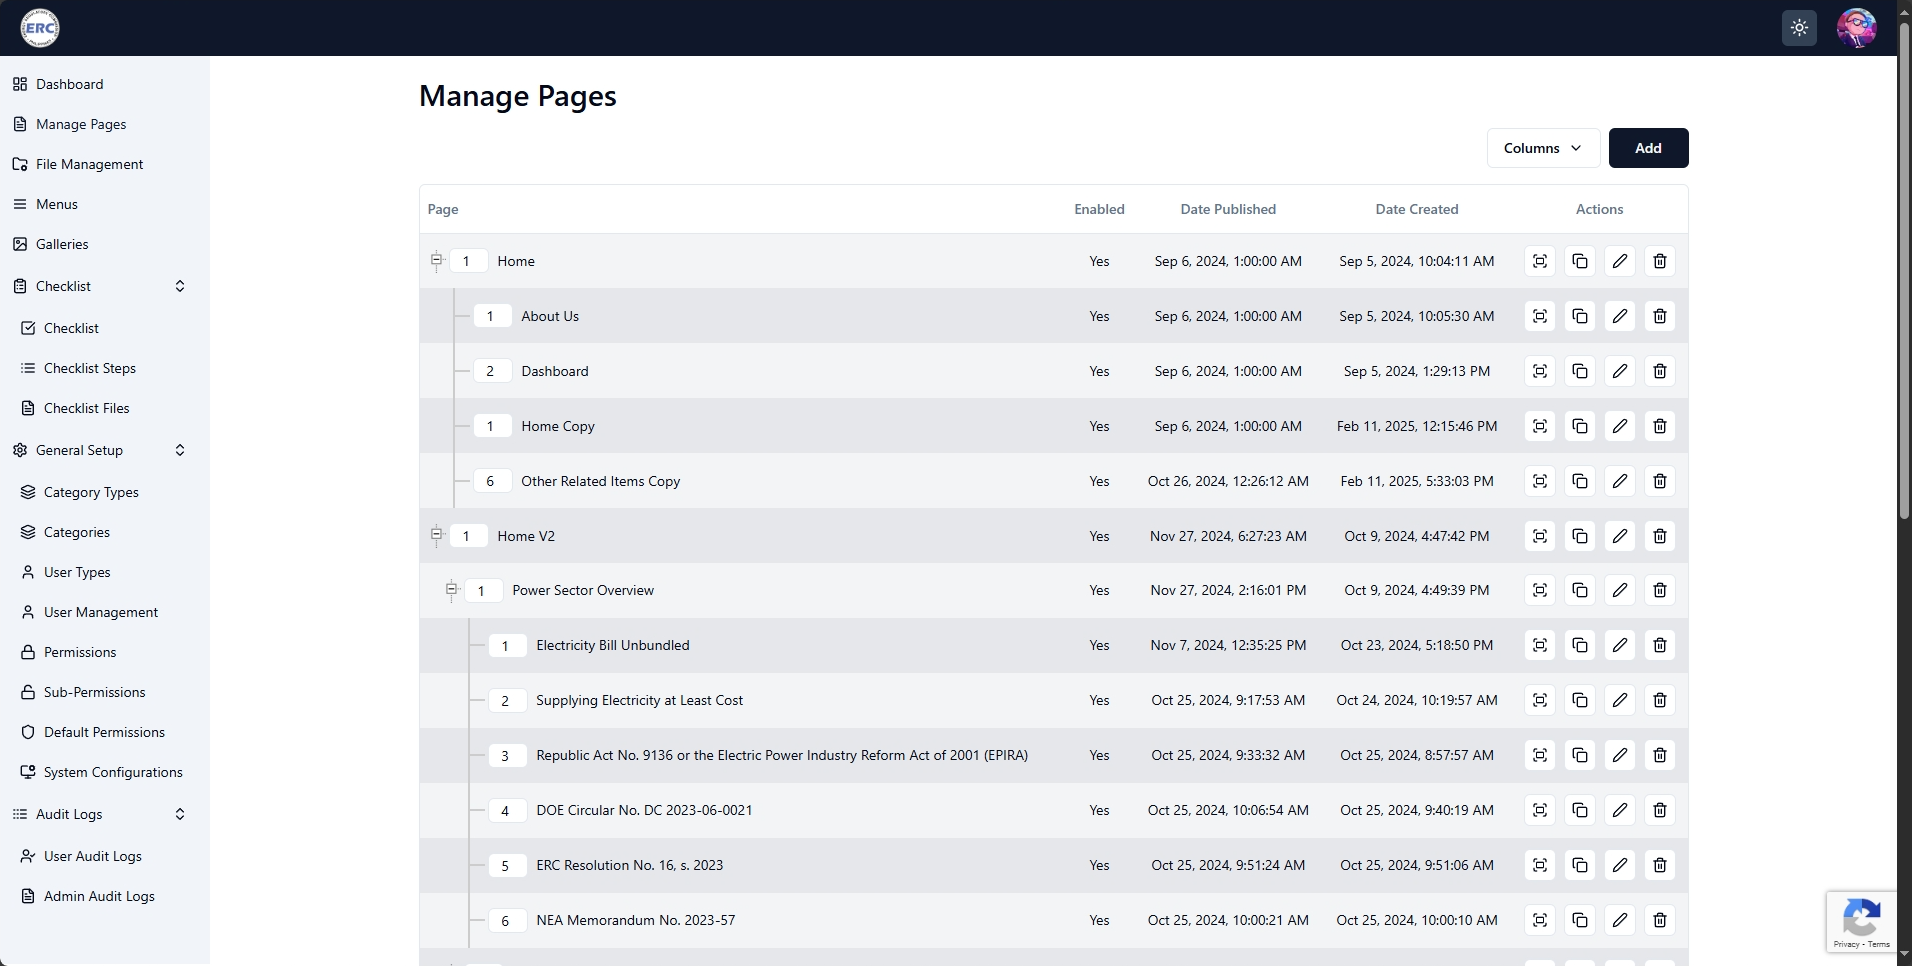 ERC
Dashboard
Manage Pages
File Management
Menus
Galleries
Checklist
Checklist
Checklist Steps
Checklist Files
General Setup
Category Types
Categories
User Types
User Management
Permissions
Sub-Permissions
Default Permissions
System Configurations
Audit Logs
User Audit Logs
Admin Audit Logs
Manage Pages
Columns Add
Page Enabled Date Published Date Created Actions
1 Home Yes Sep 6, 2024, 1:00:00 AM Sep 5, 2024, 10:04:11 AM
1 About Us Yes Sep 6, 2024, 1:00:00 AM Sep 5, 2024, 10:05:30 AM
2 Dashboard Yes Sep 6, 2024, 1:00:00 AM Sep 5, 2024, 1:29:13 PM
1 Home Copy Yes Sep 6, 2024, 1:00:00 AM Feb 11, 2025, 12:15:46 PM
6 Other Related Items Copy Yes Oct 26, 2024, 12:26:12 AM Feb 11, 2025, 5:33:03 PM
1 Home V2 Yes Nov 27, 2024, 6:27:23 AM Oct 9, 2024, 4:47:42 PM
1 Power Sector Overview Yes Nov 27, 2024, 2:16:01 PM Oct 9, 2024, 4:49:39 PM
1 Electricity Bill Unbundled Yes Nov 7, 2024, 12:35:25 PM Oct 23, 2024, 5:18:50 PM
2 Supplying Electricity at Least Cost Yes Oct 25, 2024, 9:17:53 AM Oct 24, 2024, 10:19:57 AM
3 Republic Act No. 9136 or the Electric Power Industry Reform Act of 2001 (EPIRA) Yes Oct 25, 2024, 9:33:32 AM Oct 25, 2024, 8:57:57 AM
4 DOE Circular No. DC 2023-06-0021 Yes Oct 25, 2024, 10:06:54 AM Oct 25, 2024, 9:40:19 AM
5 ERC Resolution No. 16, s. 2023 Yes Oct 25, 2024, 9:51:24 AM Oct 25, 2024, 9:51:06 AM
6 NEA Memorandum No. 2023-57 Yes Oct 25, 2024, 10:00:21 AM Oct 25, 2024, 10:00:10 AM
Privacy - Terms